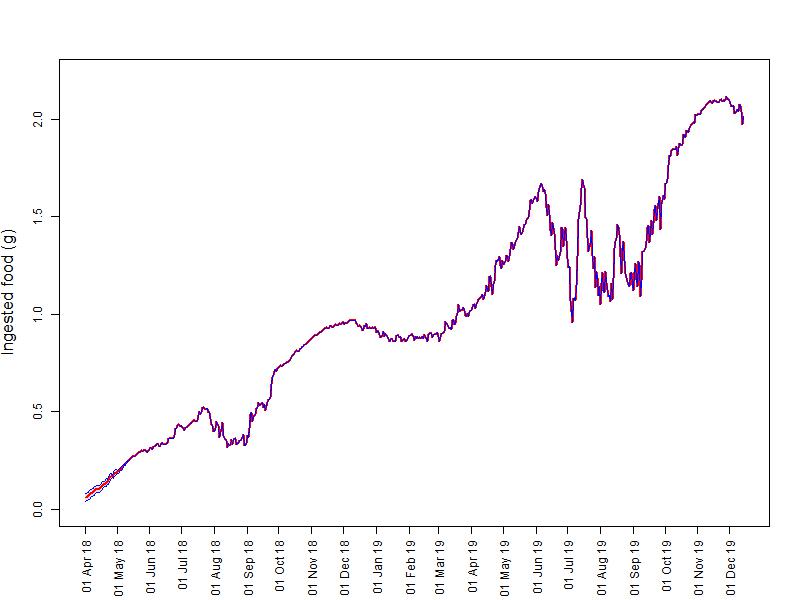 Ingested food (g)
2.0
1.5
1.0
0.5
0.0
01 Apr 18
01 May 18
01 Jun 18
01 Jul 18
01 Aug 18
01 Sep 18
01 Oct 18
01 Nov 18
01 Dec 18
01 Jan 19
01 Feb 19
01 Mar 19
01 Apr 19
01 May 19
01 Jun 19
01 Jul 19
01 Aug 19
01 Sep 19
01 Oct 19
01 Nov 19
01 Dec 19